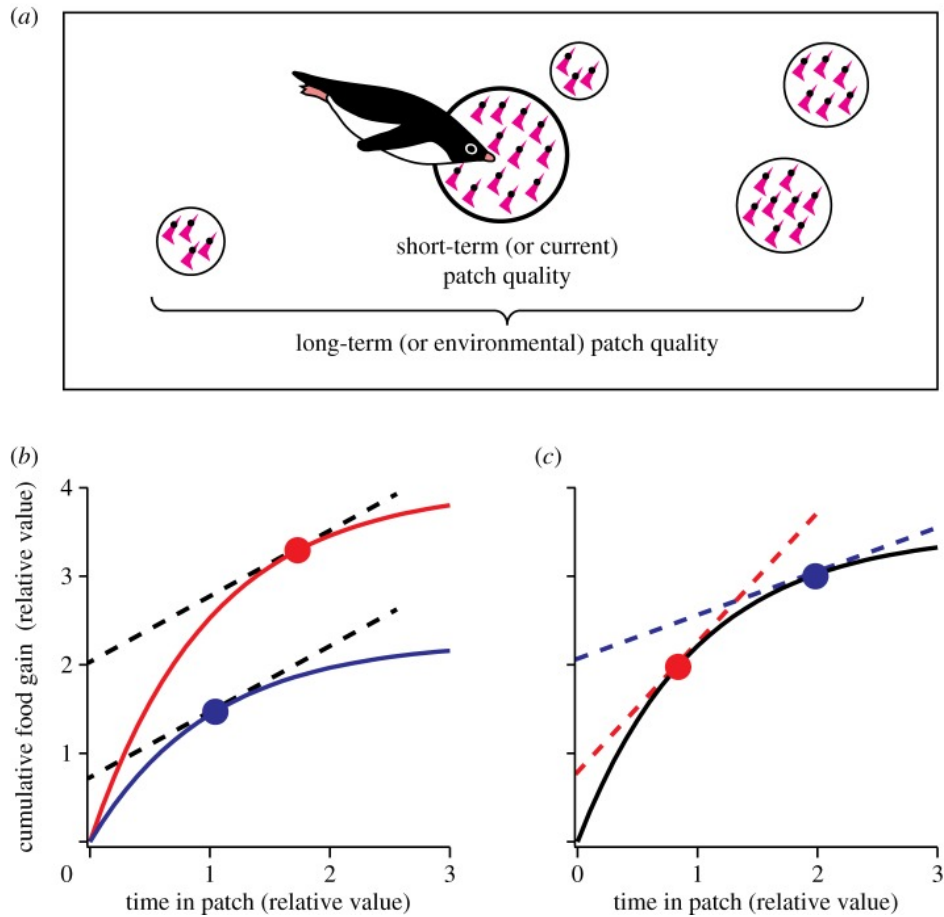 (a)
short-term (or current)
patch quality
long-term (or environmental) patch quality
(b)
(c)
cumulative food gain (relative value)
4
3
2
1
0
1
2
3
time in patch (relative value)
0
1
2
3
time in patch (relative value)